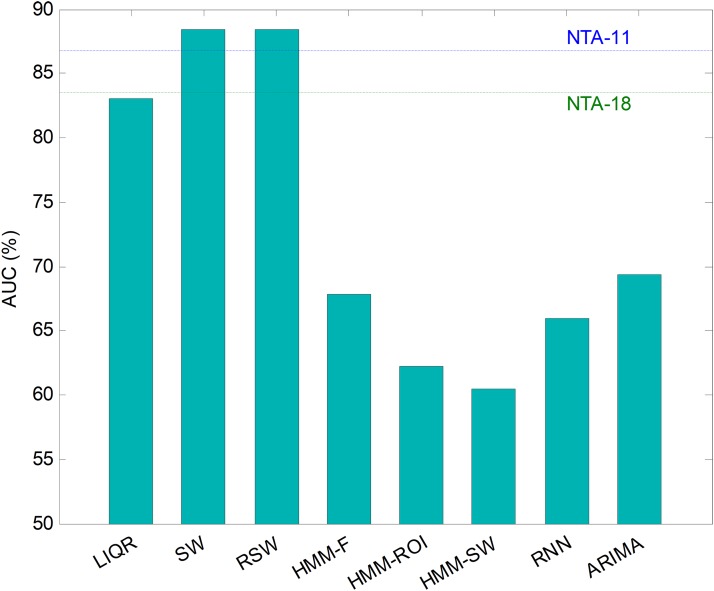 90
85
80
75
70
65
60
55
50
AUC (%)
NTA-11
NTA-18
LIQR
SW
RSW
HMM-F
HMM-ROI
HMM-SW
RNN
ARIMA